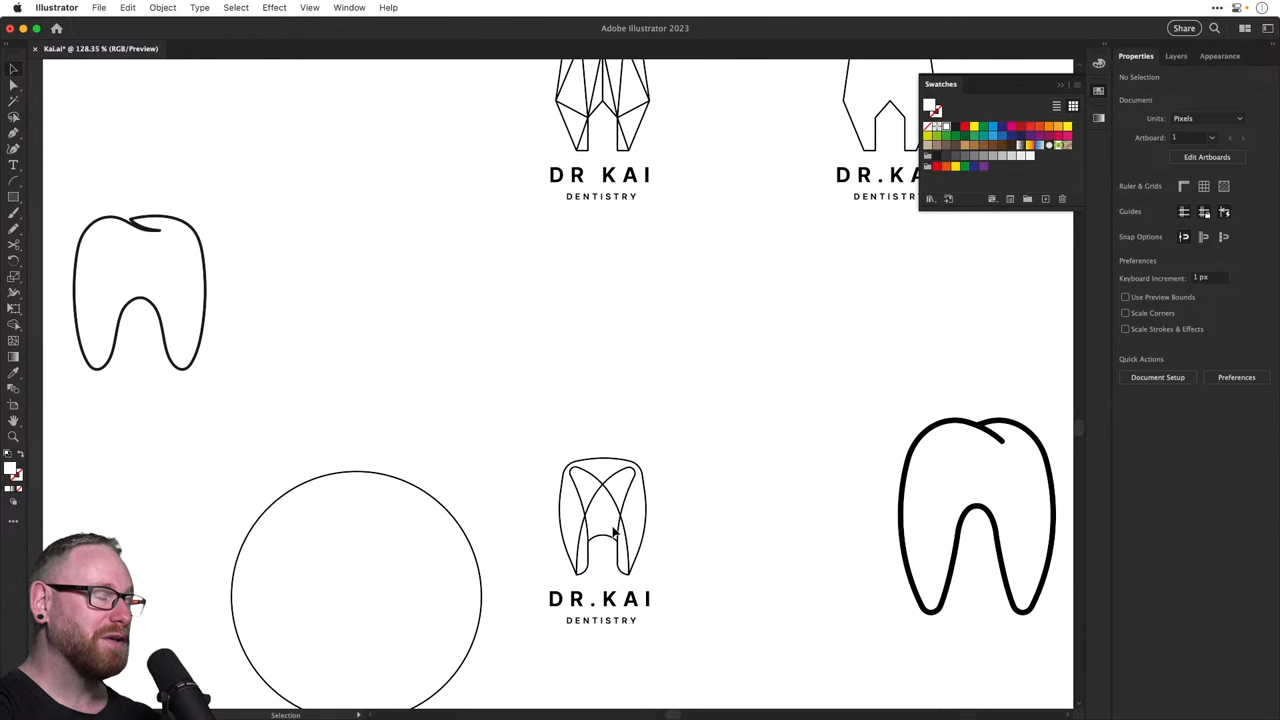 Illustrator File Edit Object Type Select Effect View Window Help
Adobe Illustrator 2023
Share
Kai.ai* @ 128.35 % (RGB/Preview)
Swatches
Properties Layers Appearance
No Selection
Document
Units: Pixels
Artboard: 1
Edit Artboards
Ruler & Grids
Guides
Snap Options
Preferences
Keyboard Increment: 1 px
Use Preview Bounds
Scale Corners
Scale Strokes & Effects
Quick Actions
Document Setup Preferences
DR KAI
DENTISTRY
DR.KA
DENTISTRY
DR.KAI
DENTISTRY
Selection